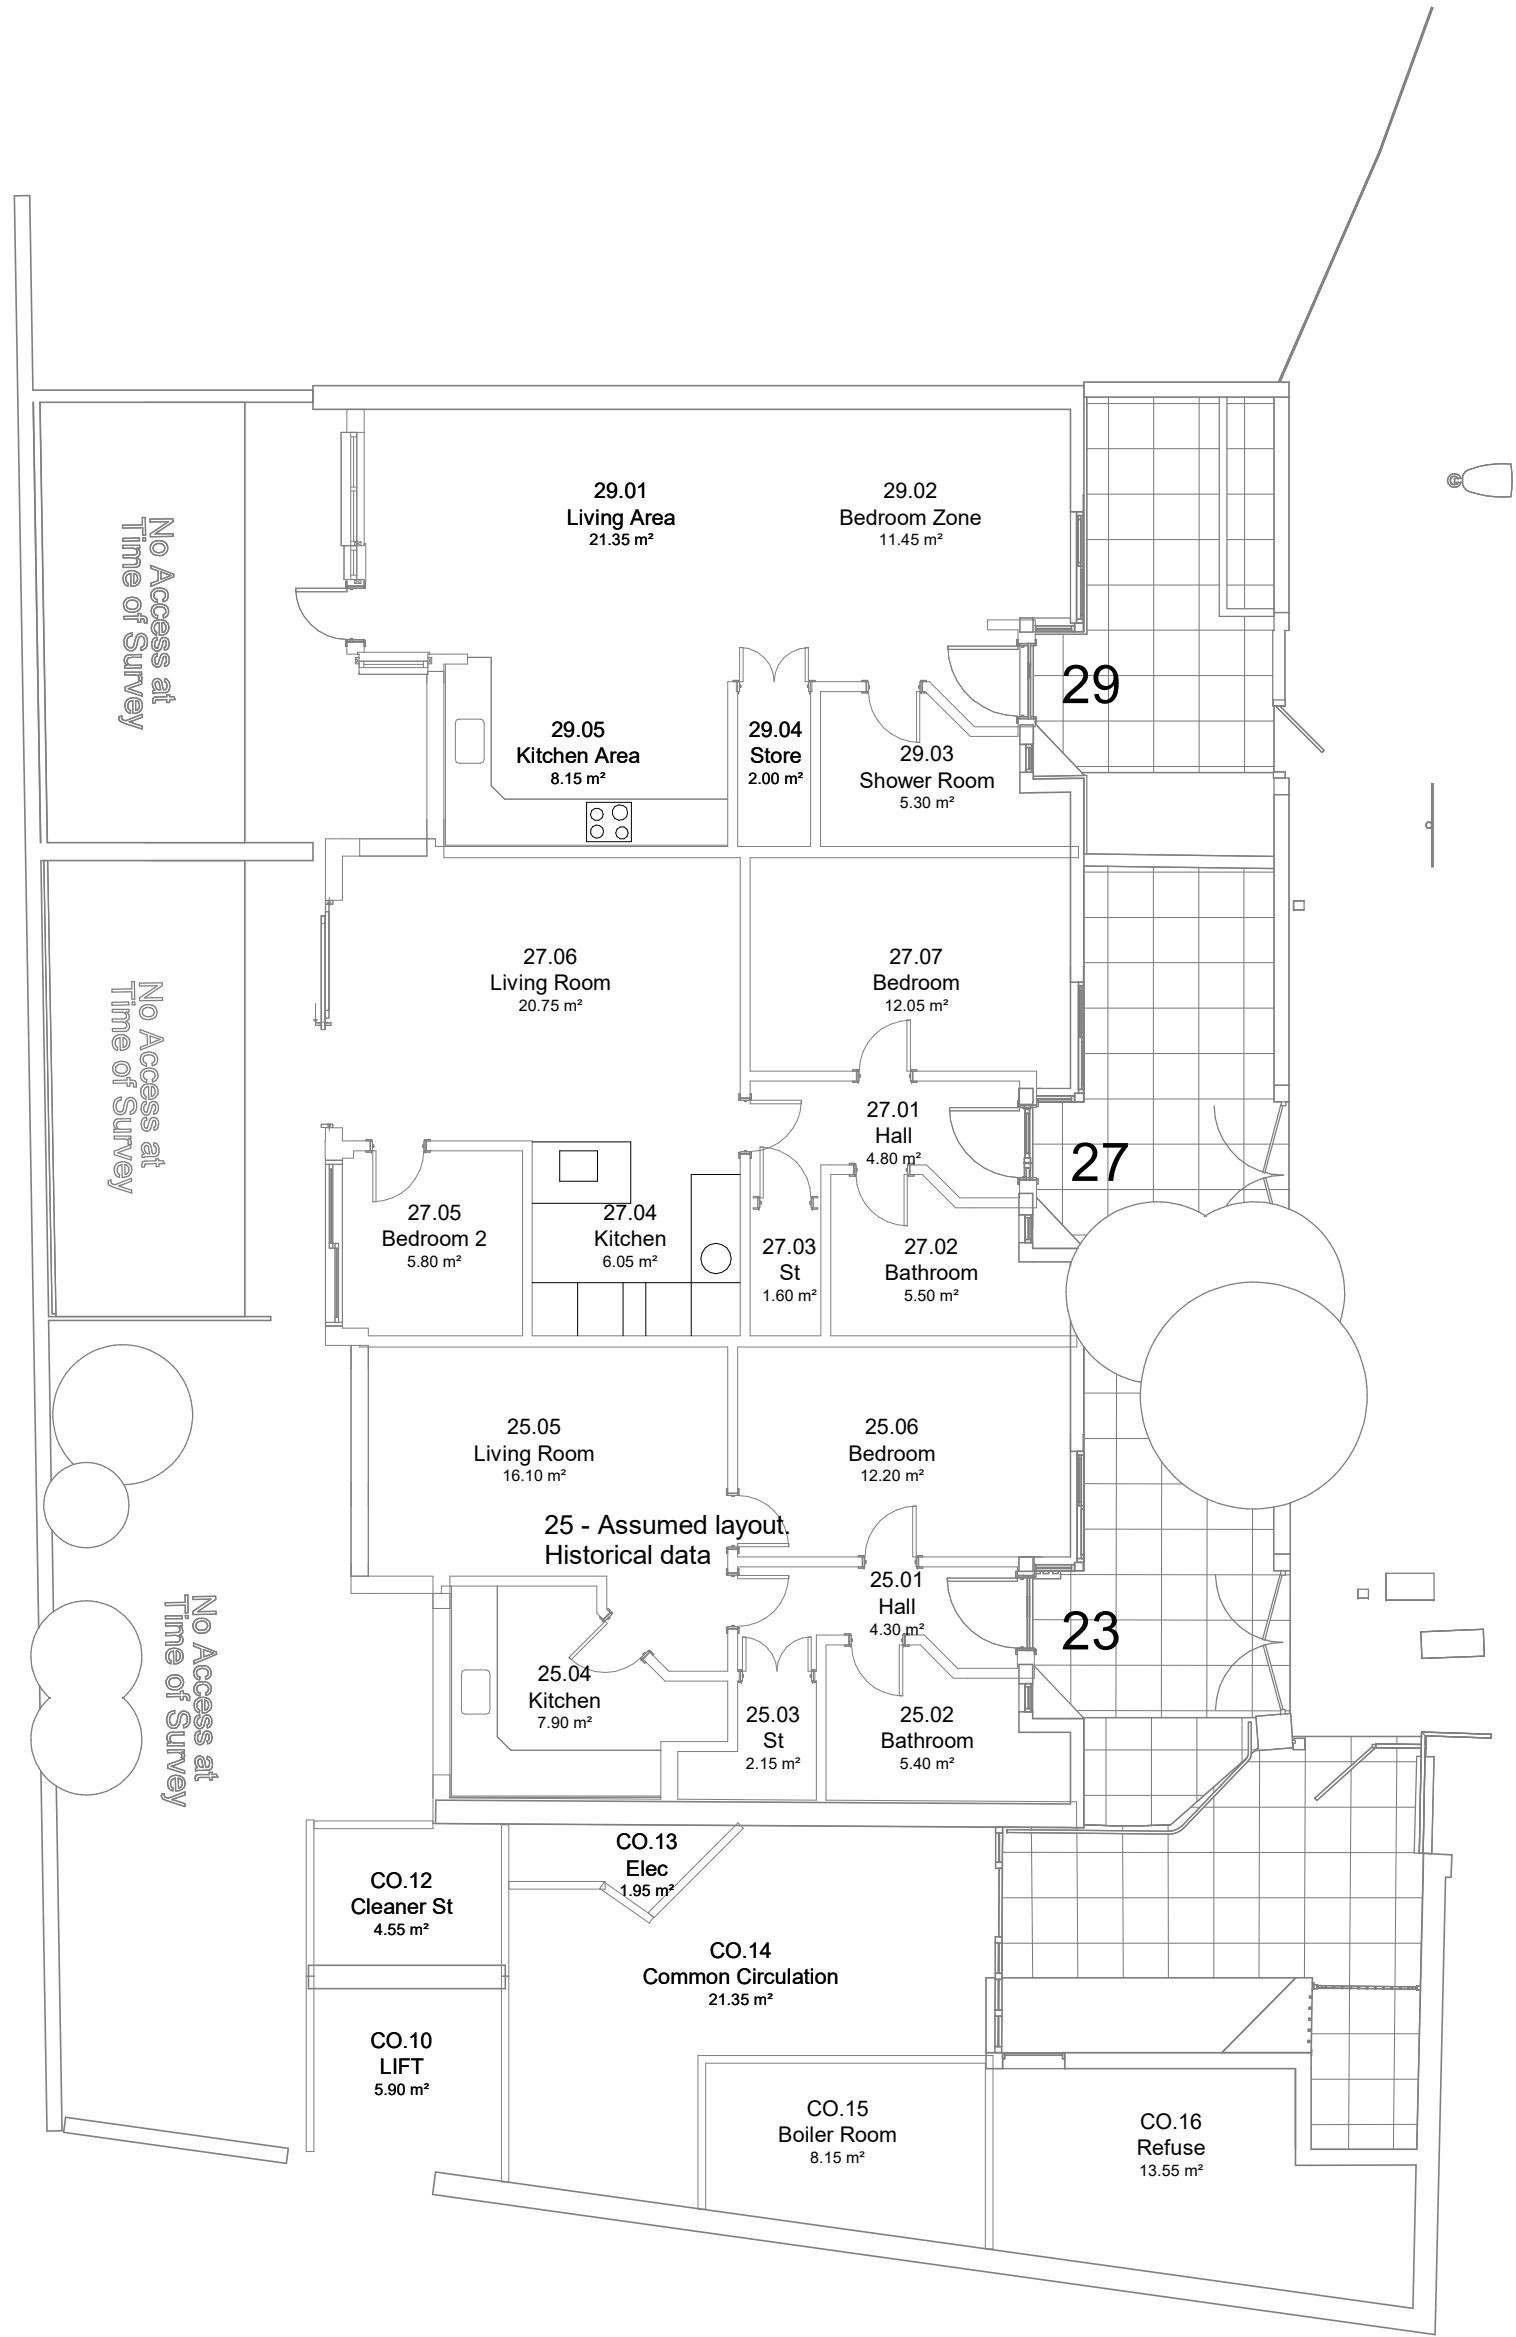 29.01
Living Area
21.35 m²
29.02
Bedroom Zone
11.45 m²
No Access at
Time of Survey
29
29.05
Kitchen Area
8.15 m²
29.04
Store
2.00 m²
29.03
Shower Room
5.30 m²
27.06
Living Room
20.75 m²
27.07
Bedroom
12.05 m²
No Access at
Time of Survey
27.01
Hall
4.80 m²
27
27.05
Bedroom 2
5.80 m²
27.04
Kitchen
6.05 m²
27.03
St
1.60 m²
27.02
Bathroom
5.50 m²
25.05
Living Room
16.10 m²
25.06
Bedroom
12.20 m²
25 - Assumed layout.
Historical data
25.01
Hall
4.30 m²
23
No Access at
Time of Survey
25.04
Kitchen
7.90 m²
25.03
St
2.15 m²
25.02
Bathroom
5.40 m²
CO.13
Elec
1.95 m²
CO.12
Cleaner St
4.55 m²
CO.14
Common Circulation
21.35 m²
CO.10
LIFT
5.90 m²
CO.15
Boiler Room
8.15 m²
CO.16
Refuse
13.55 m²